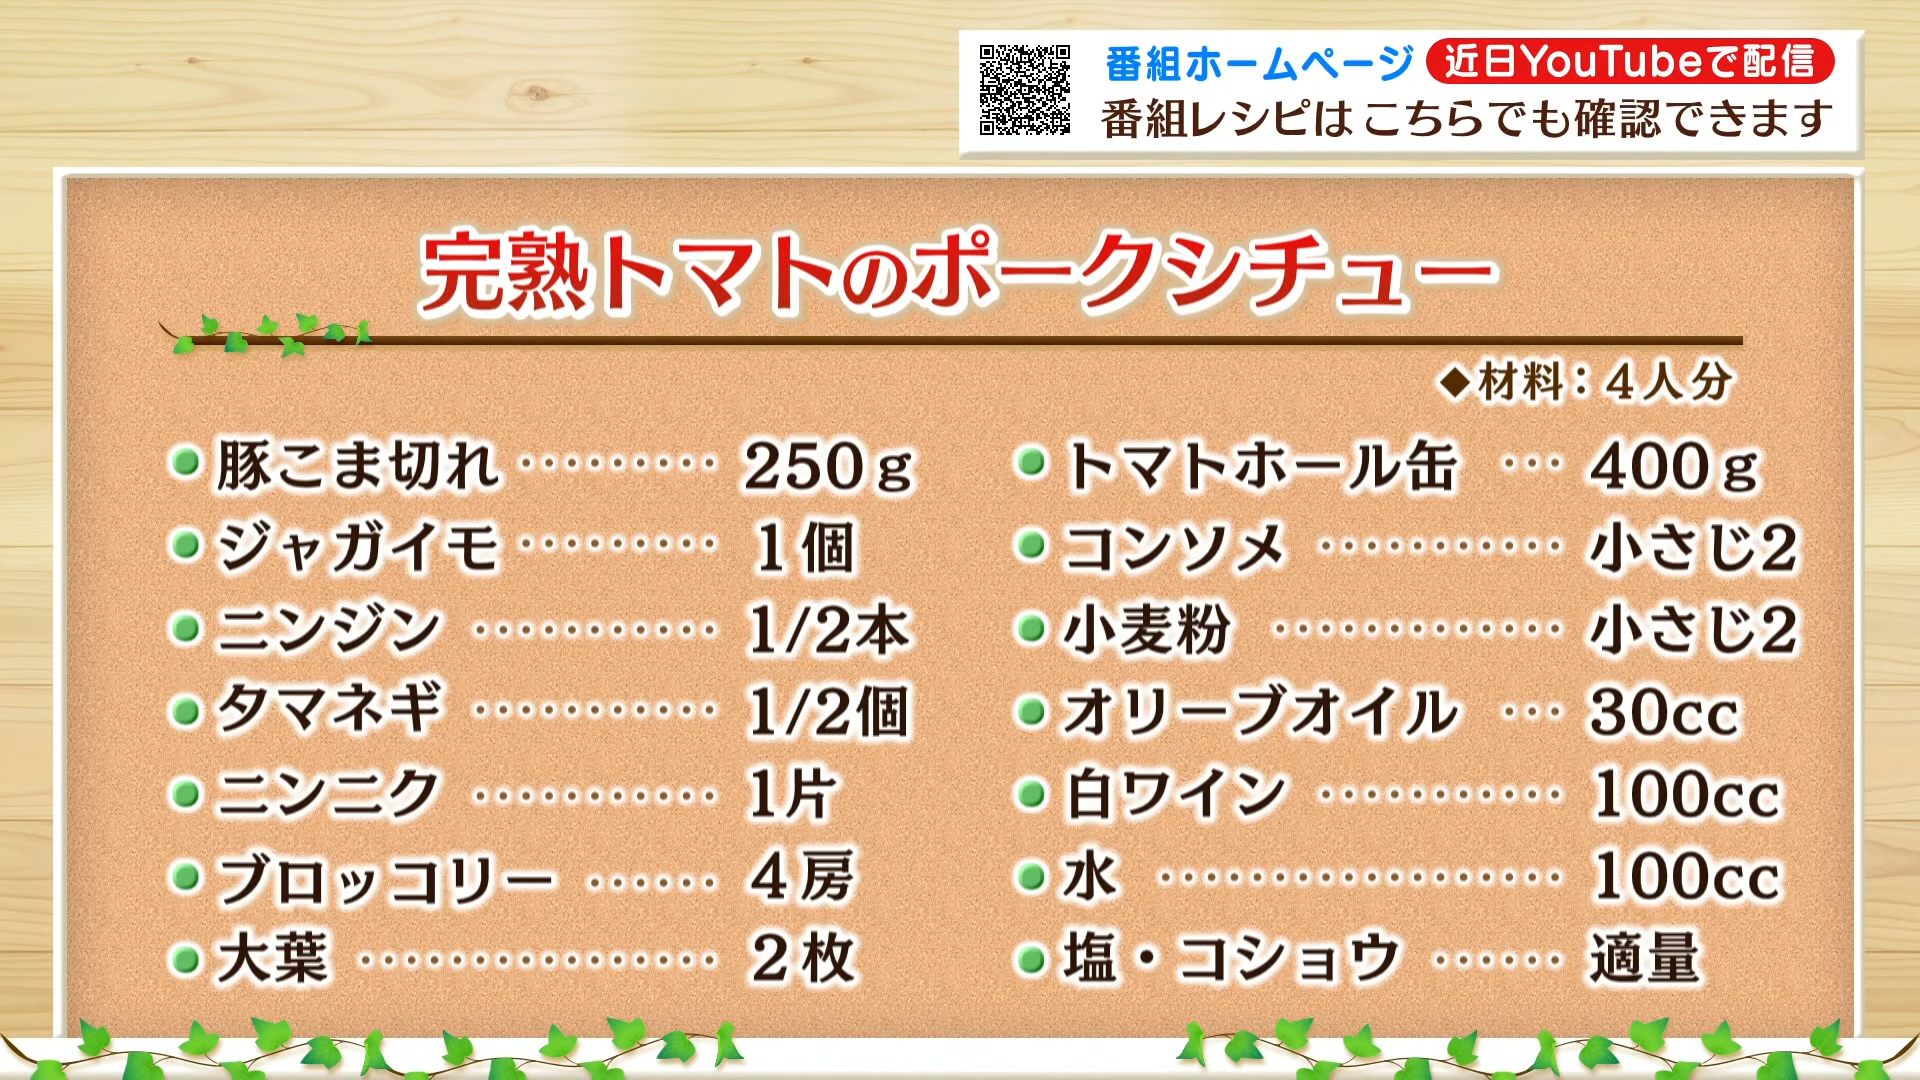 番組ホームページ 近日YouTubeで配信
番組レシピは こちらでも確認できます
完熟トマトのポークシチュー
◆材料：4人分
豚こま切れ ‥‥‥‥ 250g
ジャガイモ ‥‥‥‥ 1個
ニンジン ‥‥‥‥‥ 1/2本
タマネギ ‥‥‥‥‥ 1/2個
ニンニク ‥‥‥‥‥ 1片
ブロッコリー ‥‥‥ 4房
大葉 ‥‥‥‥‥‥‥‥ 2枚
トマトホール缶 ‥‥ 400g
コンソメ ‥‥‥‥‥ 小さじ2
小麦粉 ‥‥‥‥‥‥ 小さじ2
オリーブオイル ‥‥ 30cc
白ワイン ‥‥‥‥‥ 100cc
水 ‥‥‥‥‥‥‥‥‥ 100cc
塩・コショウ ‥‥‥ 適量